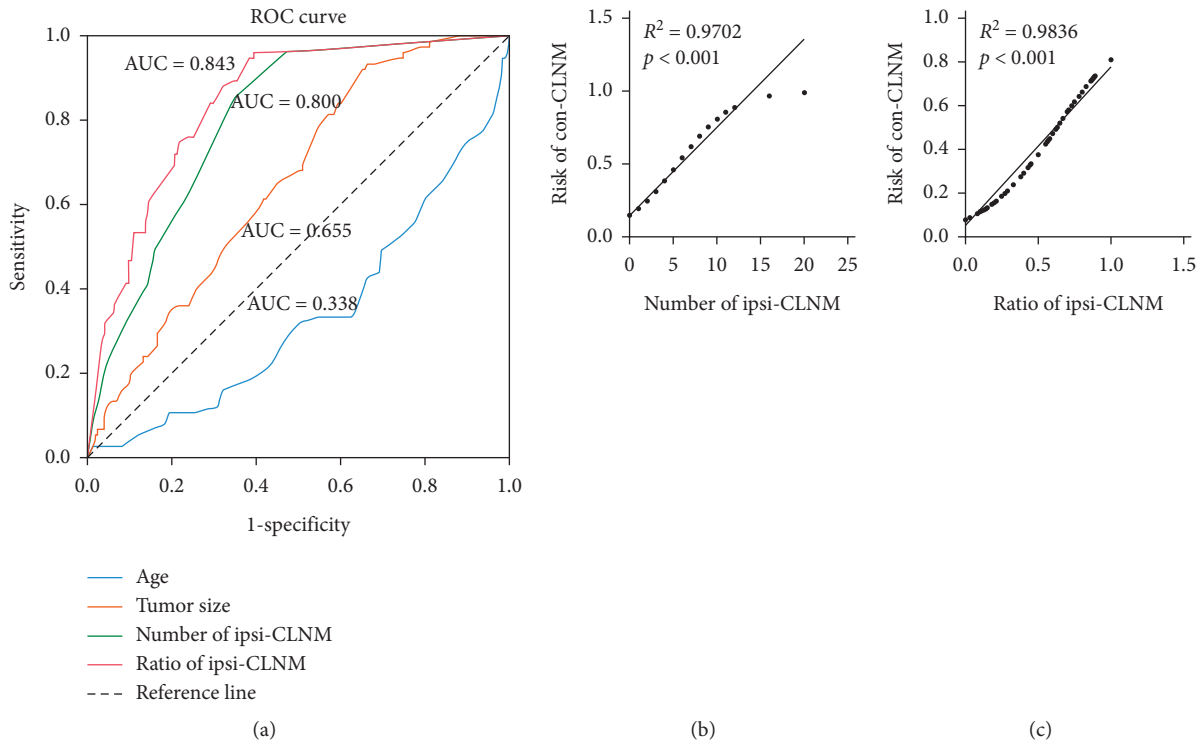 ROC curve
1.0
0.8
0.6
0.4
0.2
0.0
Sensitivity
AUC = 0.843
AUC = 0.800
AUC = 0.655
AUC = 0.338
0.0 0.2 0.4 0.6 0.8 1.0
1-specificity
Age
Tumor size
Number of ipsi-CLNM
Ratio of ipsi-CLNM
Reference line
(a)
1.5
1.0
0.5
0.0
Risk of con-CLNM
R² = 0.9702
p < 0.001
0 5 10 15 20 25
Number of ipsi-CLNM
(b)
1.0
0.8
0.6
0.4
0.2
0.0
Risk of con-CLNM
R² = 0.9836
p < 0.001
0.0 0.5 1.0 1.5
Ratio of ipsi-CLNM
(c)